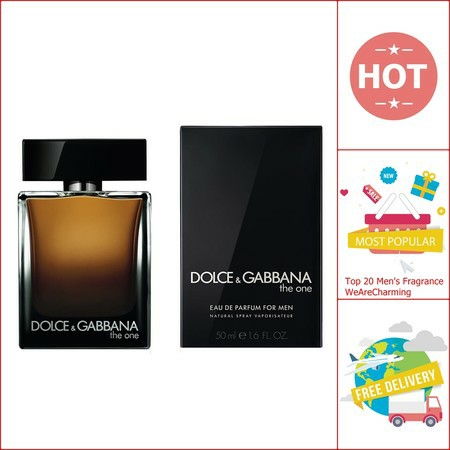 DOLCE & GABBANA
the one
DOLCE & GABBANA
the one
EAU DE PARFUM FOR MEN
NATURAL SPRAY VAPORISATEUR
50 ml ℮ 1.6 FL. OZ.
HOT
NEW
SALE
MOST POPULAR
Top 20 Men's Fragrance
WeAreCharming
FREE DELIVERY